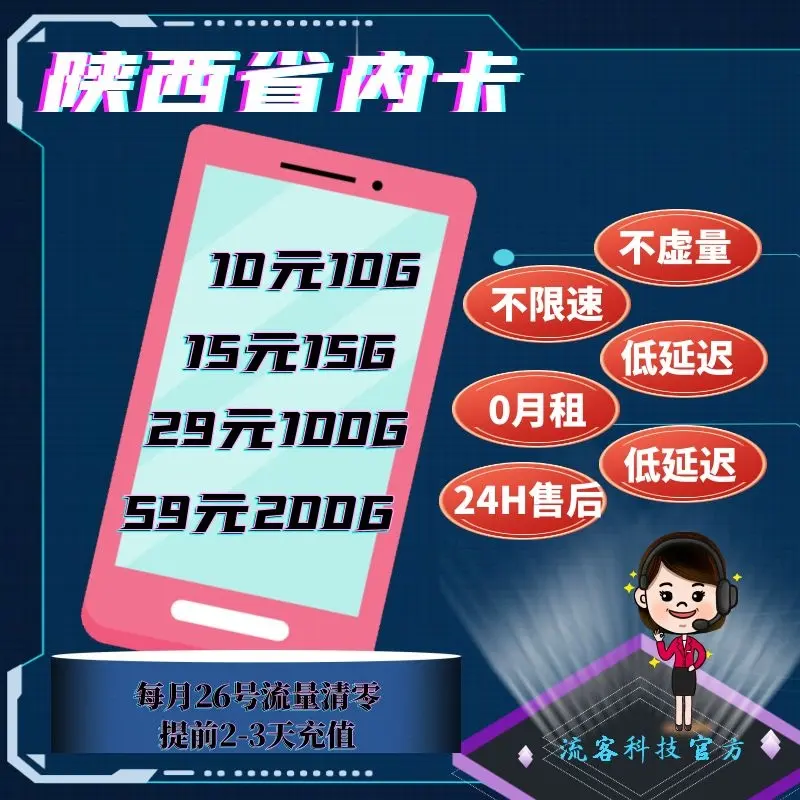 陕西省内卡
10元10G
15元15G
29元100G
59元200G
不虚量
不限速
低延迟
0月租
低延迟
24H售后
每月26号流量清零
提前2-3天充值
流客科技官方